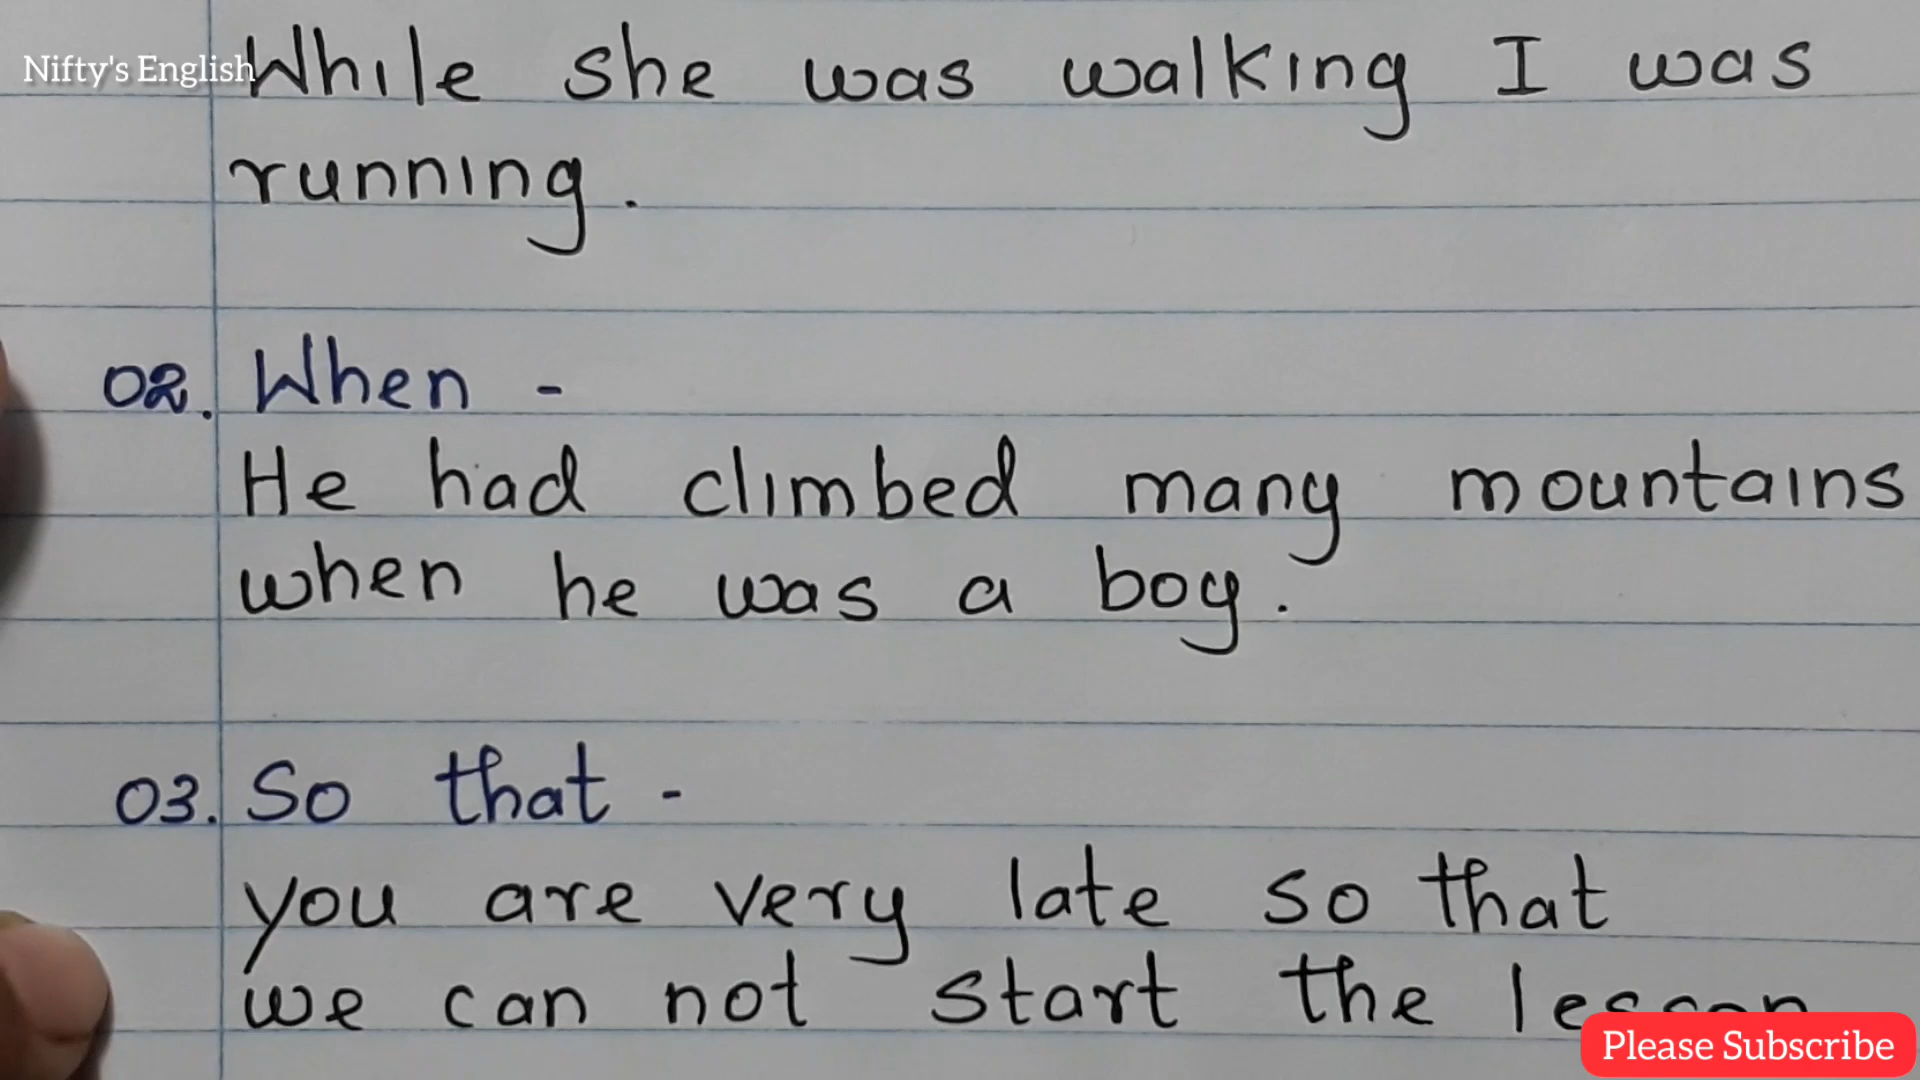 Nifty's English
While she was walking I was
running.
02. When -
He had climbed many mountains
when he was a boy.
03. So that -
you are very late so that
we can not start the lesson
Please Subscribe